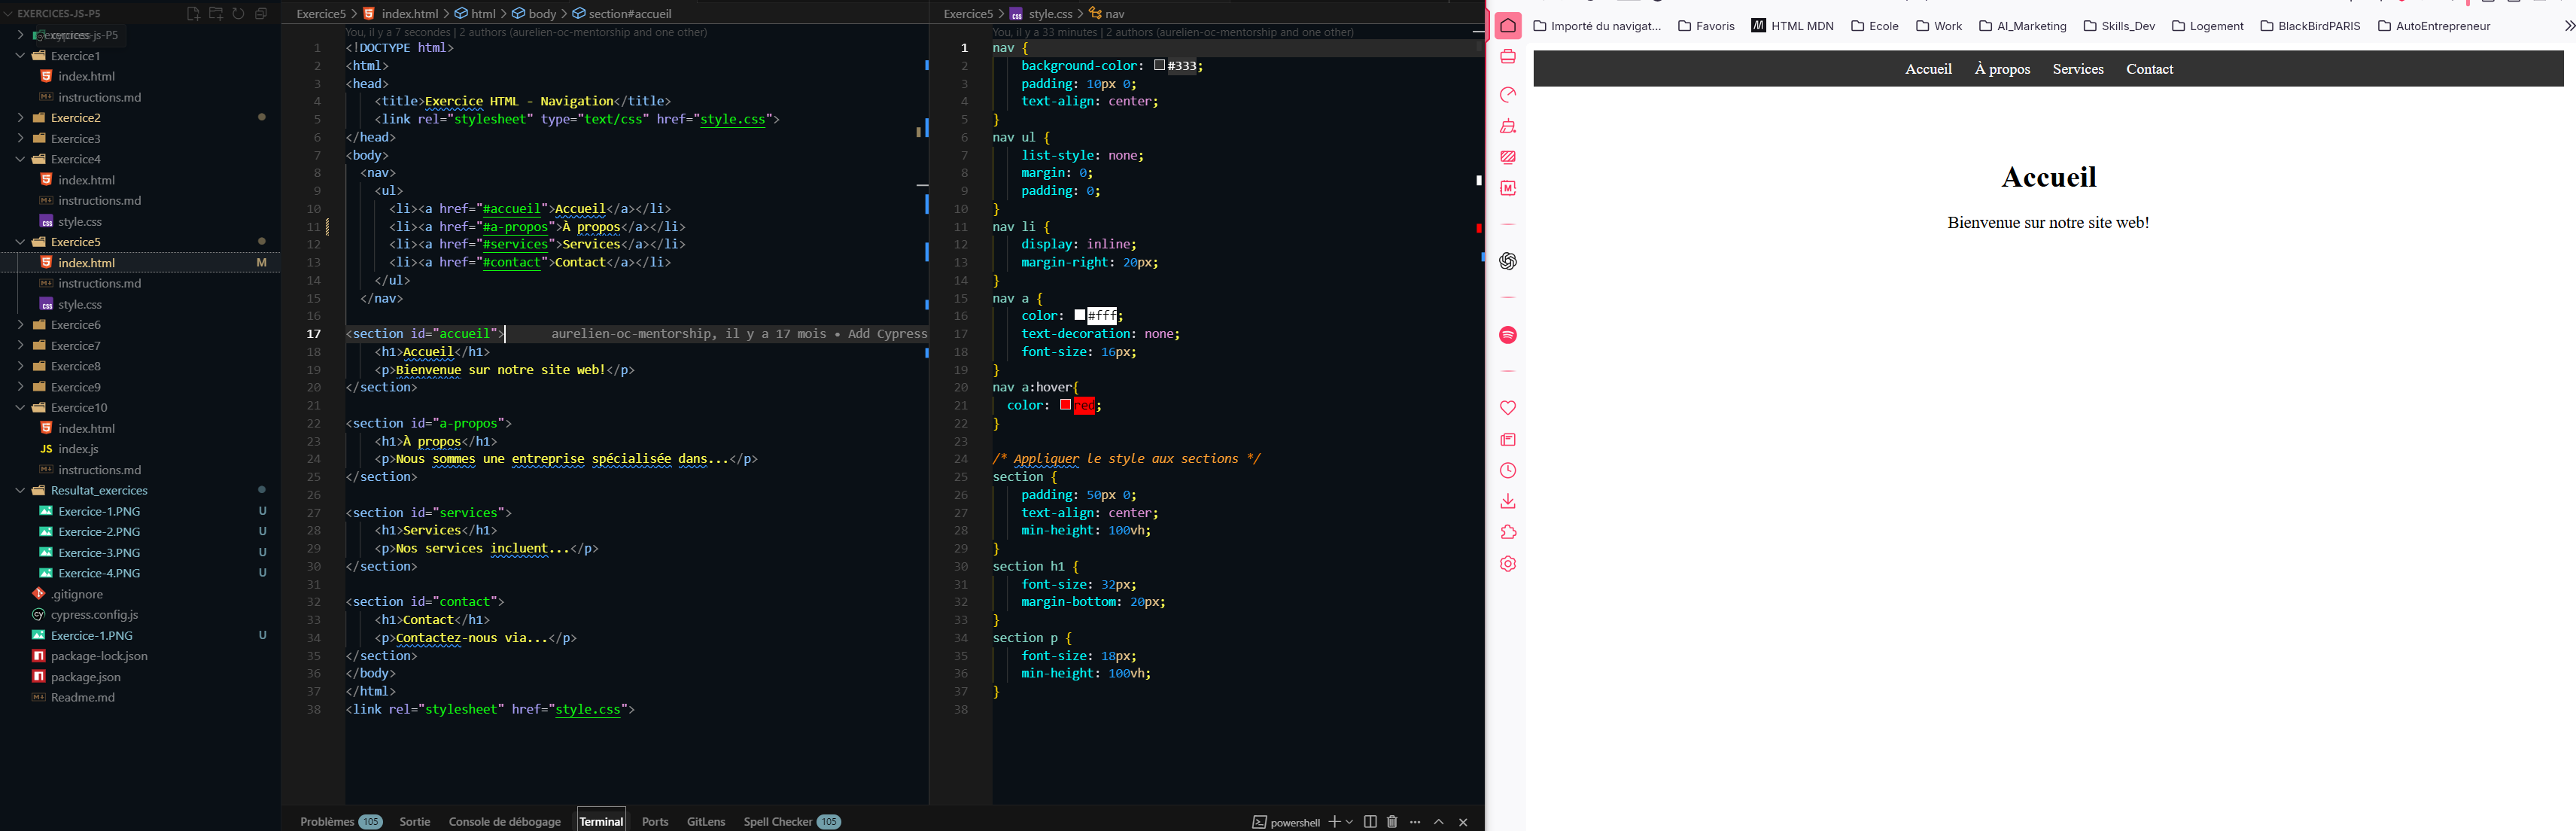 EXERCICES-JS-P5
Exercice1
index.html
instructions.md
Exercice2
Exercice3
Exercice4
index.html
instructions.md
style.css
Exercice5
index.html M
instructions.md
style.css
Exercice6
Exercice7
Exercice8
Exercice9
Exercice10
index.html
index.js
instructions.md
Resultat_exercices
Exercice-1.PNG U
Exercice-2.PNG U
Exercice-3.PNG U
Exercice-4.PNG U
.gitignore
cypress.config.js
Exercice-1.PNG U
package-lock.json
package.json
Readme.md
Exercice5 > index.html > html > body > section#accueil
You, il y a 7 secondes | 2 authors (aurelien-oc-mentorship and one other)
1 <!DOCTYPE html>
2 <html>
3 <head>
4 <title>Exercice HTML - Navigation</title>
5 <link rel="stylesheet" type="text/css" href="style.css">
6 </head>
7 <body>
8 <nav>
9 <ul>
10 <li><a href="#accueil">Accueil</a></li>
11 <li><a href="#a-propos">À propos</a></li>
12 <li><a href="#services">Services</a></li>
13 <li><a href="#contact">Contact</a></li>
14 </ul>
15 </nav>
16
17 <section id="accueil"> aurelien-oc-mentorship, il y a 17 mois • Add Cypress
18 <h1>Accueil</h1>
19 <p>Bienvenue sur notre site web!</p>
20 </section>
21
22 <section id="a-propos">
23 <h1>À propos</h1>
24 <p>Nous sommes une entreprise spécialisée dans...</p>
25 </section>
26
27 <section id="services">
28 <h1>Services</h1>
29 <p>Nos services incluent...</p>
30 </section>
31
32 <section id="contact">
33 <h1>Contact</h1>
34 <p>Contactez-nous via...</p>
35 </section>
36 </body>
37 </html>
38 <link rel="stylesheet" href="style.css">
Exercice5 > style.css > nav
You, il y a 33 minutes | 2 authors (aurelien-oc-mentorship and one other)
1 nav {
2 background-color: #333;
3 padding: 10px 0;
4 text-align: center;
5 }
6 nav ul {
7 list-style: none;
8 margin: 0;
9 padding: 0;
10 }
11 nav li {
12 display: inline;
13 margin-right: 20px;
14 }
15 nav a {
16 color: #fff;
17 text-decoration: none;
18 font-size: 16px;
19 }
20 nav a:hover{
21 color: red;
22 }
23
24 /* Appliquer le style aux sections */
25 section {
26 padding: 50px 0;
27 text-align: center;
28 min-height: 100vh;
29 }
30 section h1 {
31 font-size: 32px;
32 margin-bottom: 20px;
33 }
34 section p {
35 font-size: 18px;
36 min-height: 100vh;
37 }
38
Problèmes 105 Sortie Console de débogage Terminal Ports GitLens Spell Checker 105
powershell
Importé du navigat... Favoris HTML MDN Ecole Work AI_Marketing Skills_Dev Logement BlackBirdPARIS AutoEntrepreneur
Accueil À propos Services Contact
Accueil
Bienvenue sur notre site web!